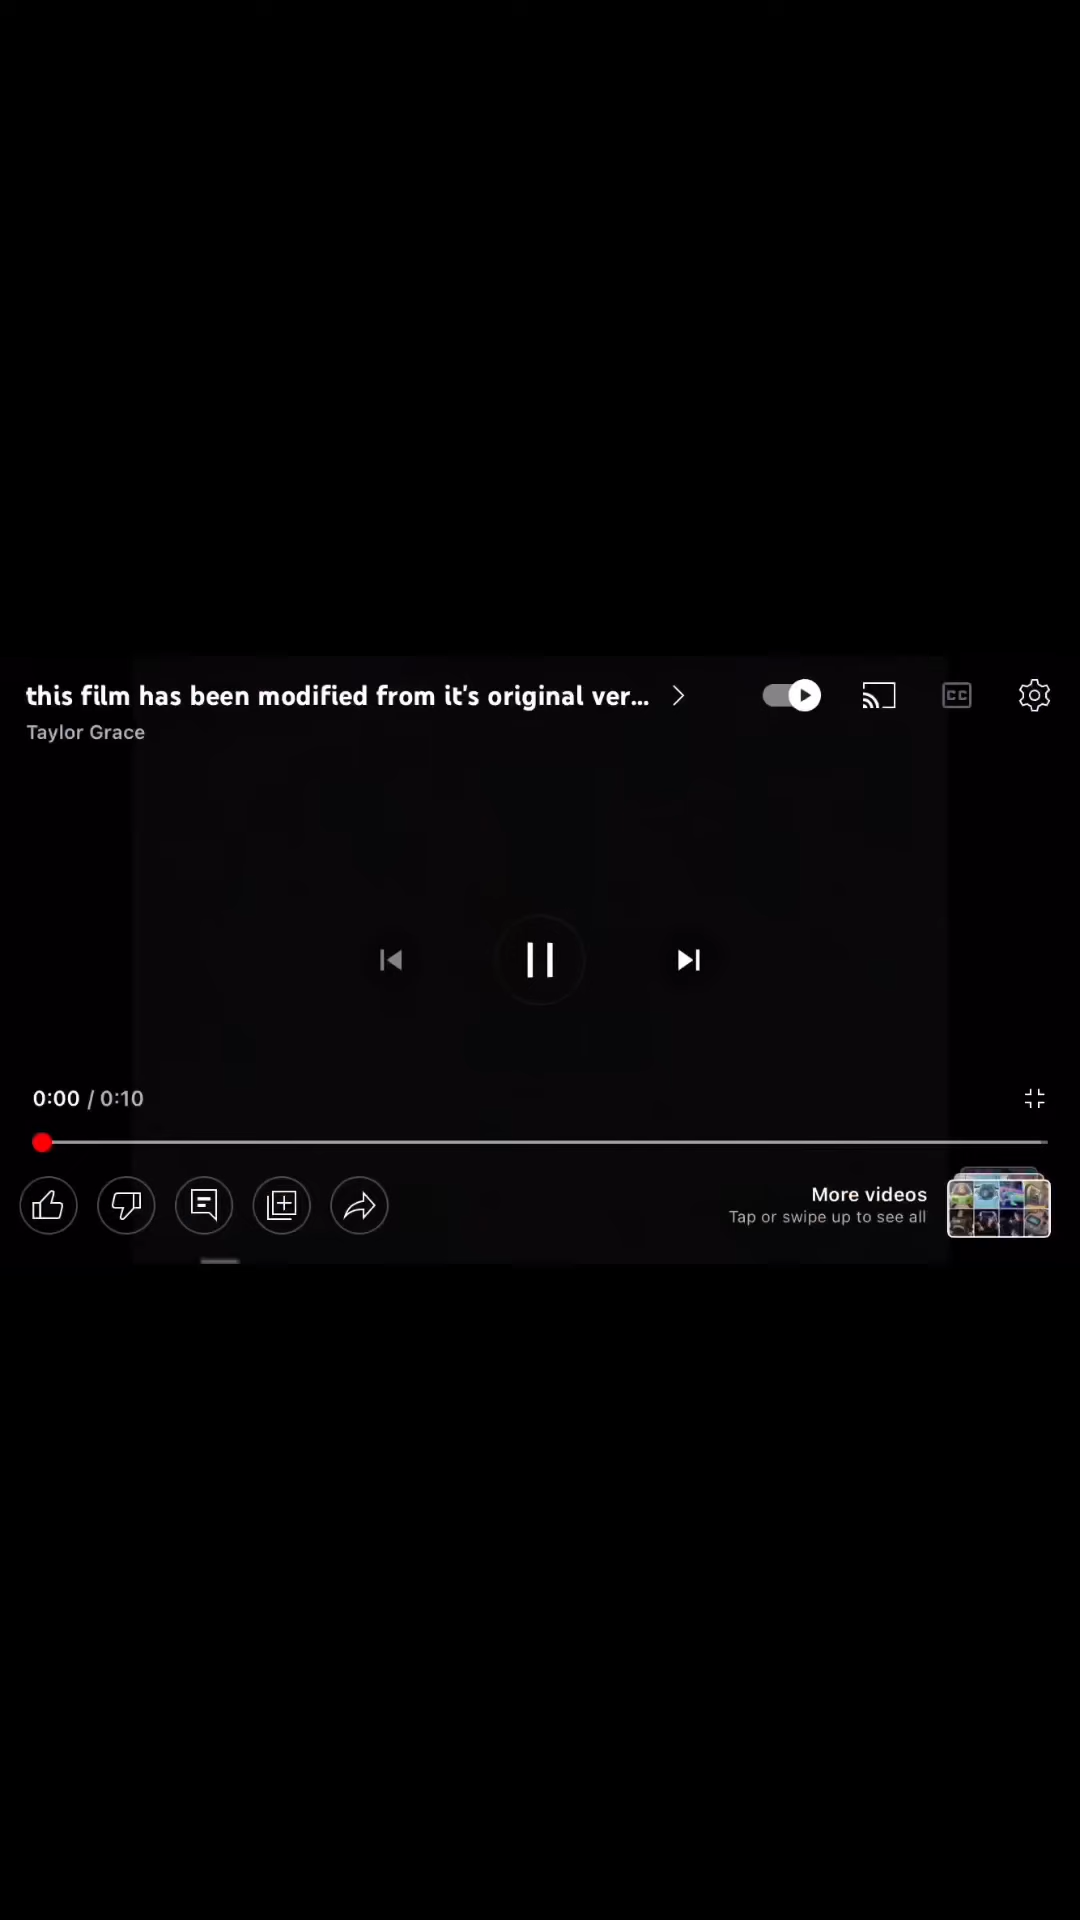 this film has been modified from it's original ver...
Taylor Grace
CC
0:00 / 0:10
More videos
Tap or swipe up to see all